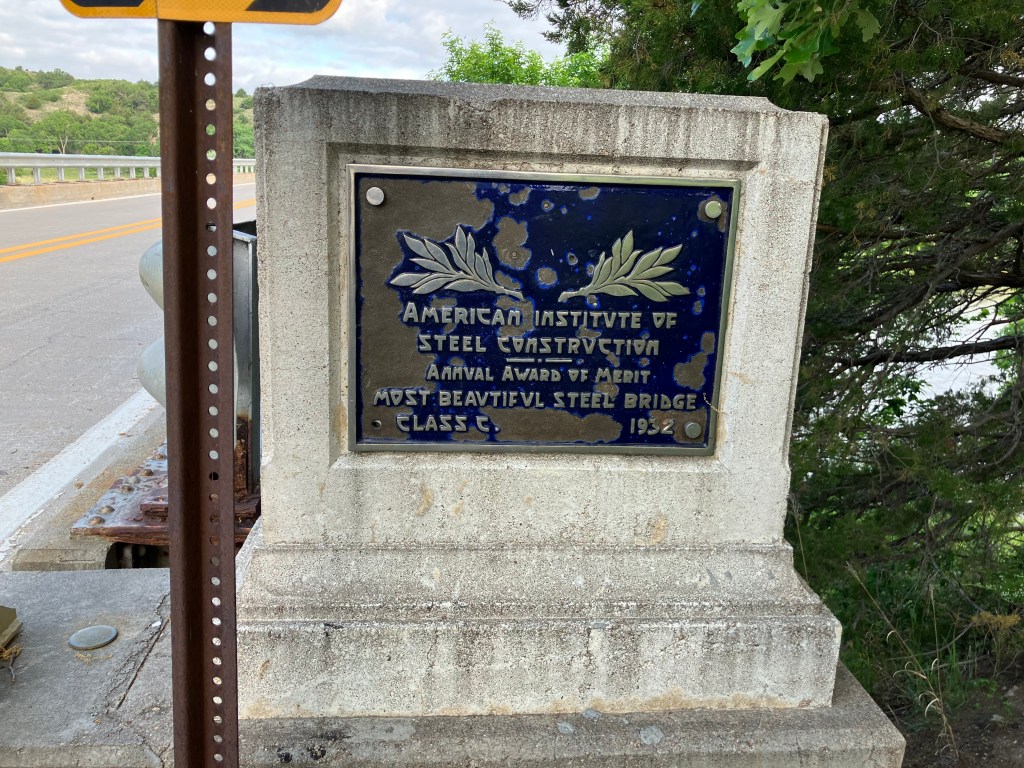 AMERICAN INSTITVTE OF
STEEL CONSTRVCTION
ANNVAL AWARD OF MERIT
MOST BEAVTIFVL STEEL BRIDGE
CLASS C. 1932